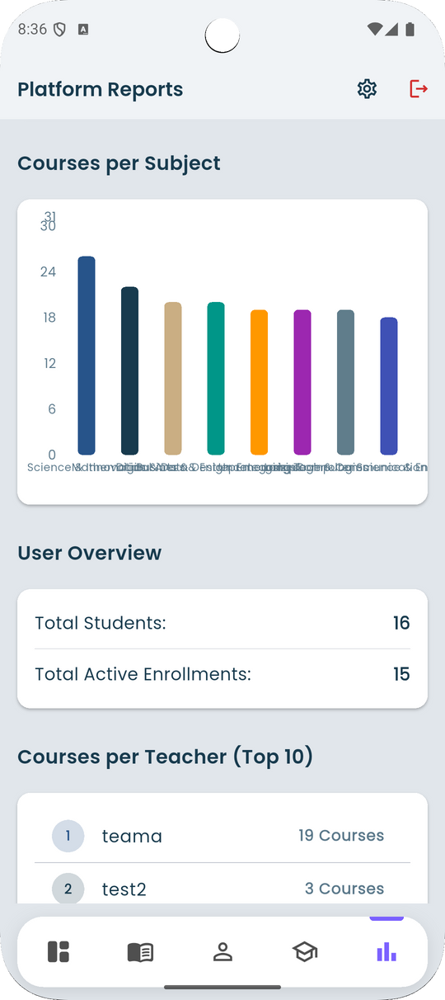 8:36
Platform Reports
Courses per Subject
31
30
24
18
12
6
0
Science &
User Overview
Total Students: 16
Total Active Enrollments: 15
Courses per Teacher (Top 10)
1 teama 19 Courses
2 test2 3 Courses